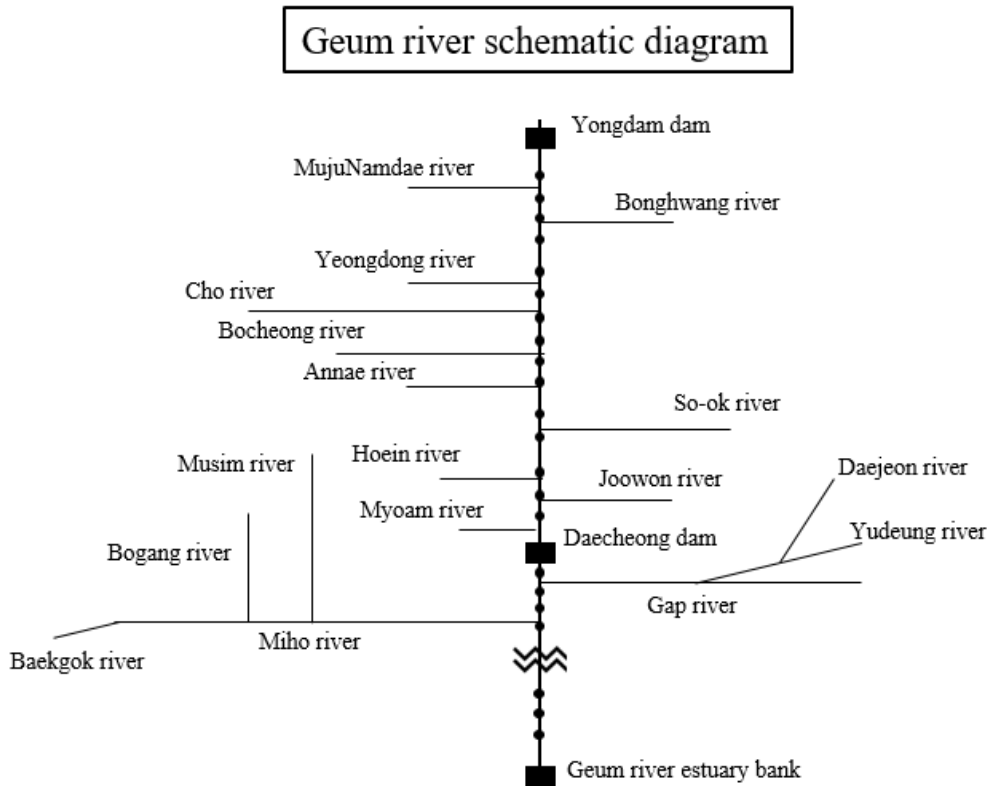 Geum river schematic diagram
Yongdam dam
MujuNamdae river
Bonghwang river
Yeongdong river
Cho river
Bocheong river
Annae river
So-ok river
Hoein river
Musim river
Daejeon river
Joowon river
Myoam river
Yudeung river
Daecheong dam
Bogang river
Gap river
Miho river
Baekgok river
Geum river estuary bank